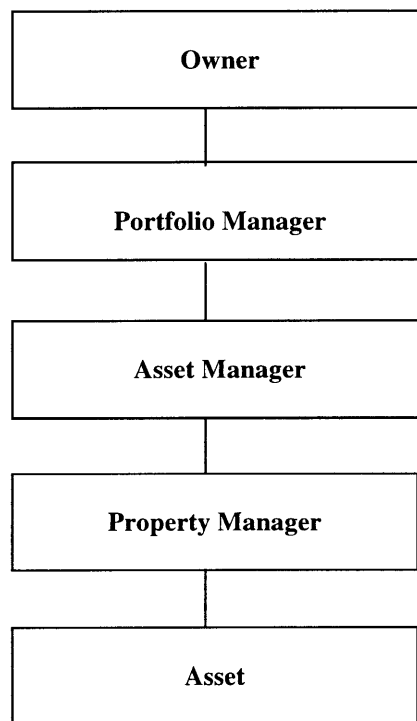 Owner
Portfolio Manager
Asset Manager
Property Manager
Asset